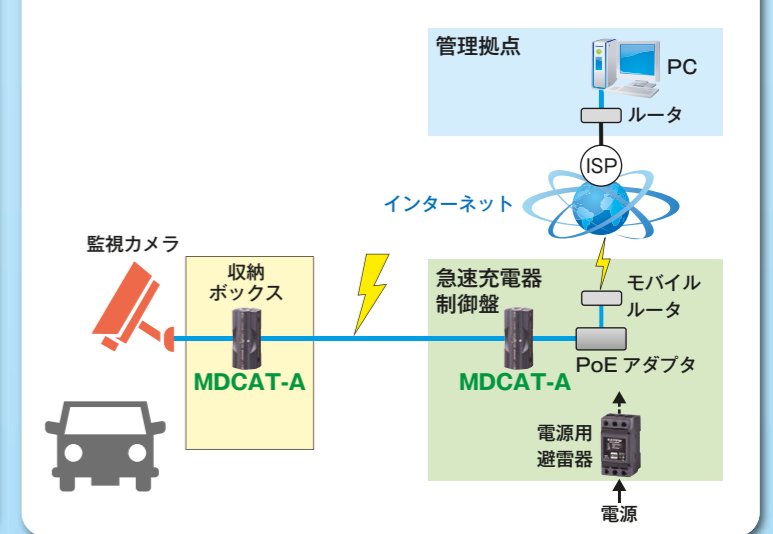 管理拠点
PC
ルータ
ISP
インターネット
監視カメラ
収納
ボックス
MDCAT-A
急速充電器
制御盤
モバイル
ルータ
MDCAT-A
PoE アダプタ
電源用
避雷器
電源